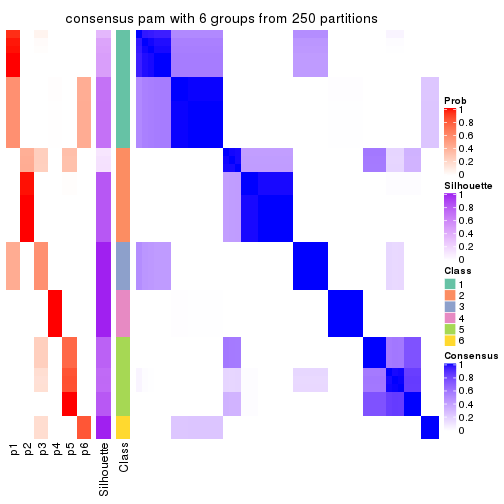 consensus pam with 6 groups from 250 partitions
Prob
1
0.8
0.6
0.4
0.2
0
Silhouette
1
0.8
0.6
0.4
0.2
0
Class
1
2
3
4
5
6
Consensus
1
0.8
0.6
0.4
0.2
0
p1
p2
p3
p4
p5
p6
Silhouette
Class